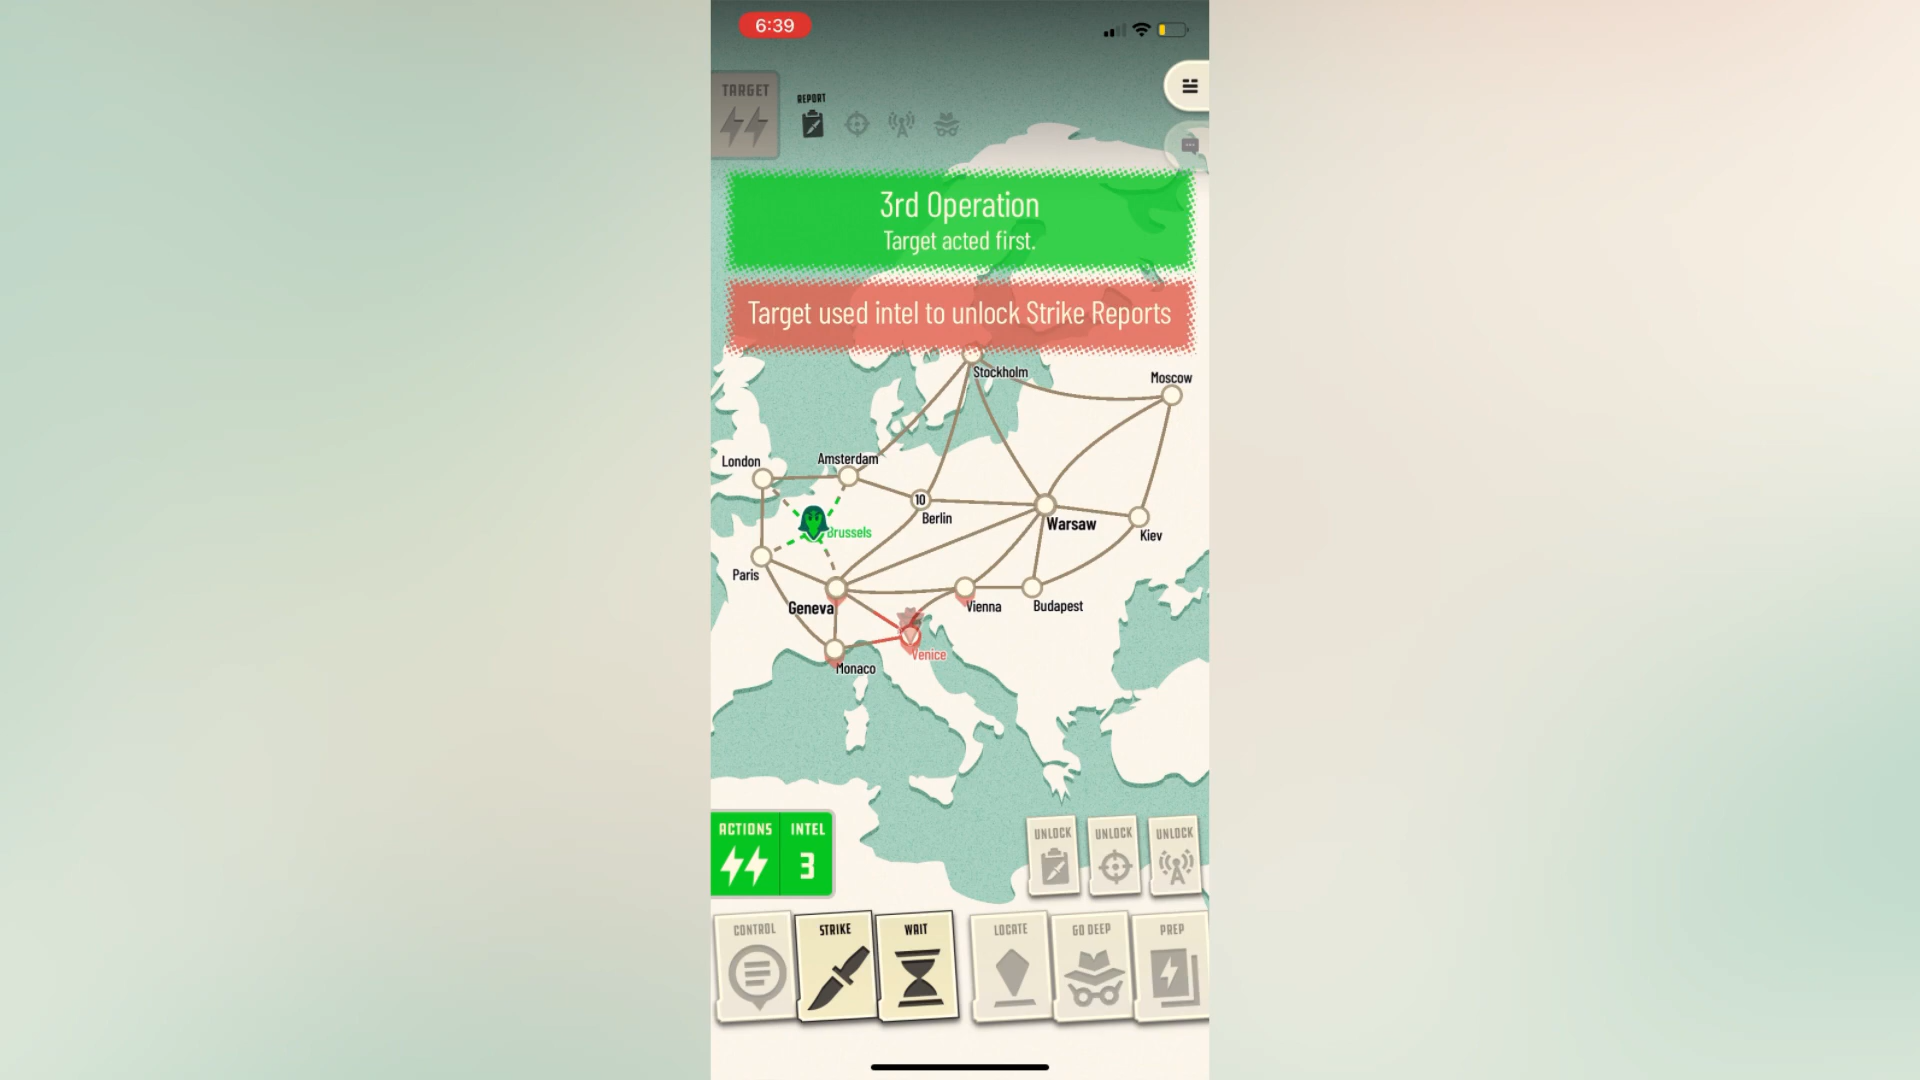 6:39
TARGET
REPORT
3rd Operation
Target acted first.
Target used intel to unlock Strike Reports
Stockholm
Moscow
London
Amsterdam
10
Berlin
Warsaw
Brussels
Kiev
Paris
Geneva
Vienna
Budapest
Venice
Monaco
ACTIONS
INTEL
3
UNLOCK
UNLOCK
UNLOCK
CONTROL
STRIKE
WAIT
LOCATE
GO DEEP
PREP